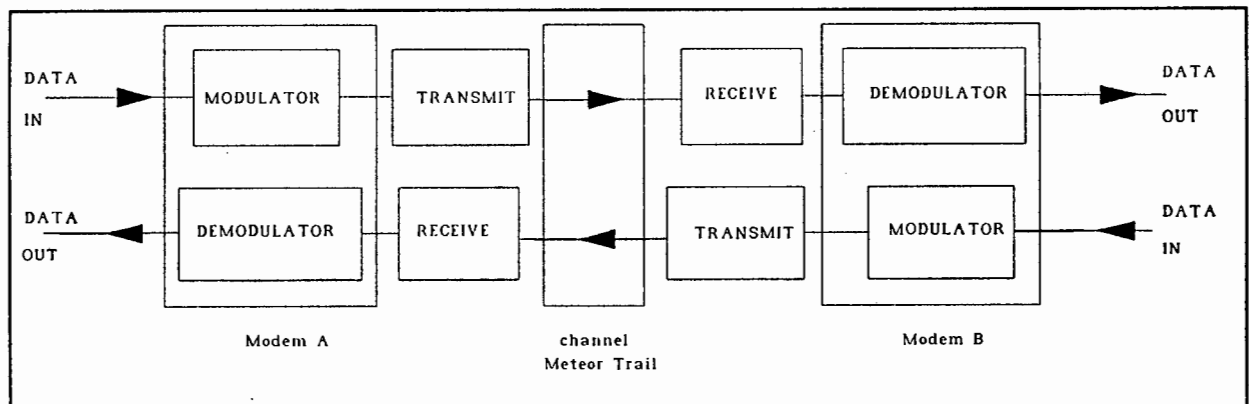 DATA
IN
MODULATOR
TRANSMIT
RECEIVE
DEMODULATOR
DATA
OUT
DATA
OUT
DEMODULATOR
RECEIVE
TRANSMIT
MODULATOR
DATA
IN
Modem A
channel
Meteor Trail
Modem B